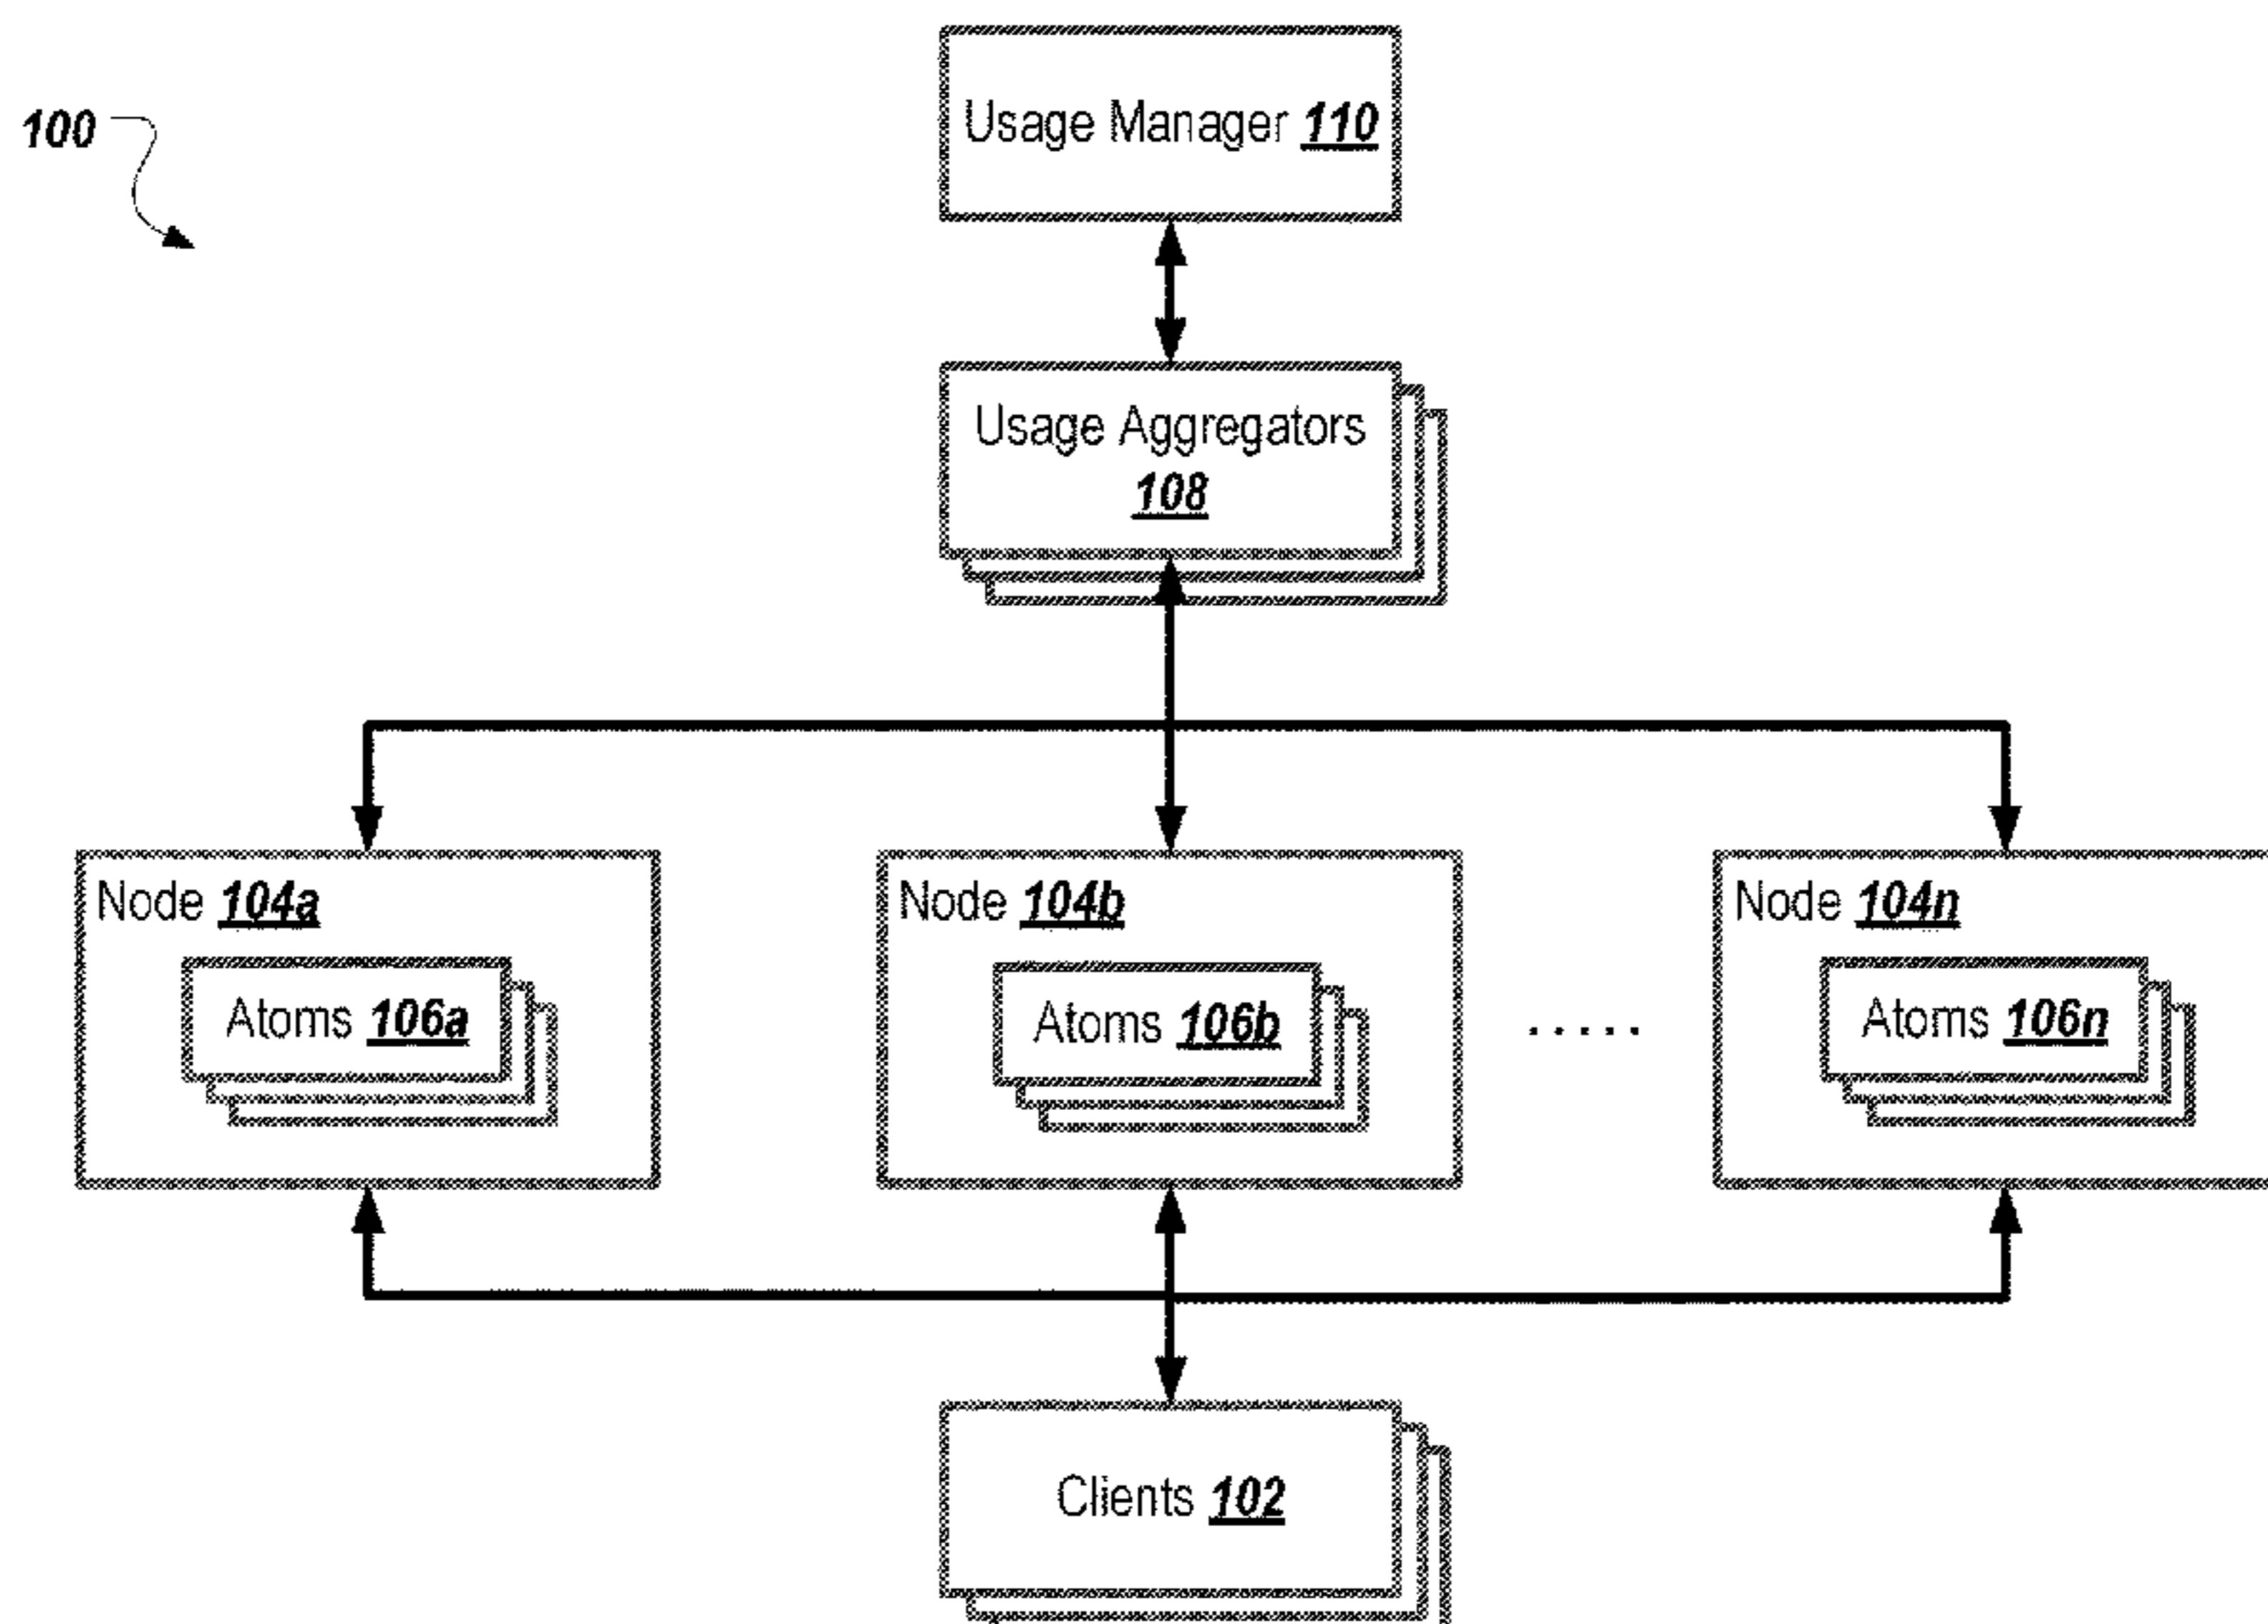 100
Usage Manager 110
Usage Aggregators
108
Node 104a
Node 104b
Node 104n
Atoms 106a
Atoms 106b
.....
Atoms 106n
Clients 102